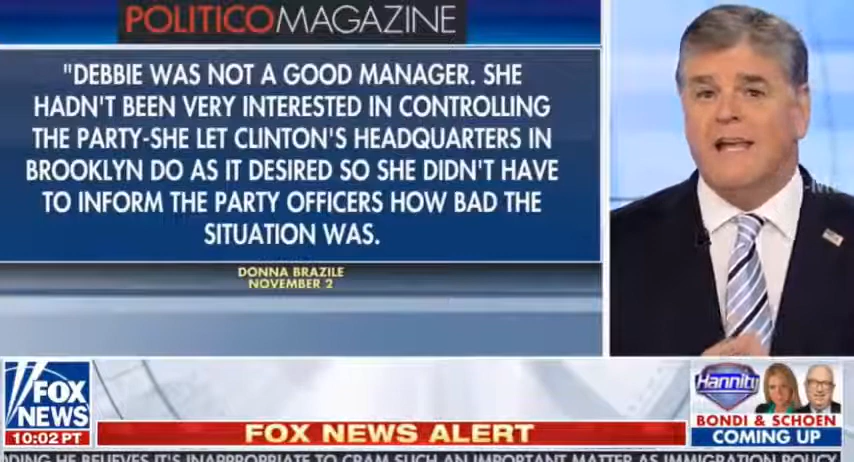 POLITICO MAGAZINE
"DEBBIE WAS NOT A GOOD MANAGER. SHE
HADN'T BEEN VERY INTERESTED IN CONTROLLING
THE PARTY-SHE LET CLINTON'S HEADQUARTERS IN
BROOKLYN DO AS IT DESIRED SO SHE DIDN'T HAVE
TO INFORM THE PARTY OFFICERS HOW BAD THE
SITUATION WAS.
DONNA BRAZILE
NOVEMBER 2
FOX
NEWS
10:02 PT
FOX NEWS ALERT
Hannity
BONDI & SCHOEN
COMING UP
HE BELIEVES IT'S INAPPROPRIATE TO CRAM SUCH AN IMPORTANT MATTER AS IMMIGRATION POLICY